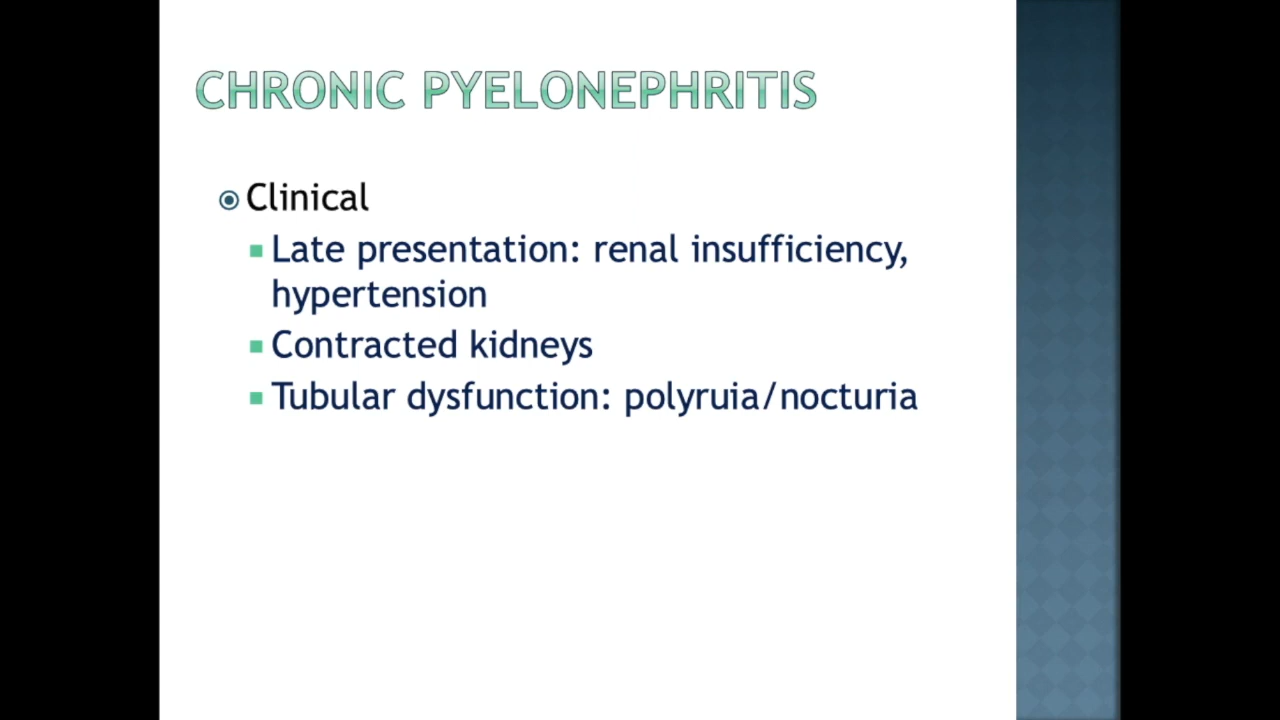 CHRONIC PYELONEPHRITIS
Clinical
Late presentation: renal insufficiency,
hypertension
Contracted kidneys
Tubular dysfunction: polyruia/nocturia